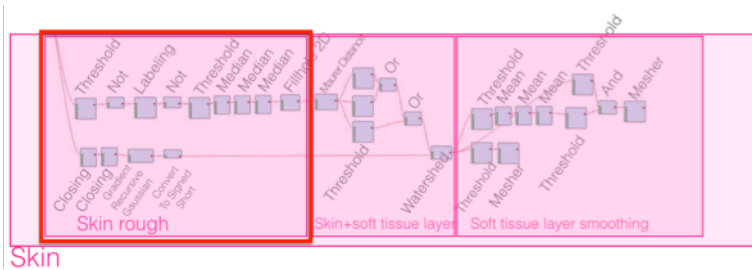 Threshold
Not
Labeling
Not
Threshold
Median
Median
Median
Fillhole 2D
Maurer Distance
Or
Or
Threshold
Mean
Mean
Mean
Threshold
And
Mesher
Closing
Closing
Gradient
Recursive
Gaussian
Convert
To Signed
Short
Threshold
Watershed
Threshold
Mesher
Threshold
Skin rough
Skin+soft tissue layer
Soft tissue layer smoothing
Skin